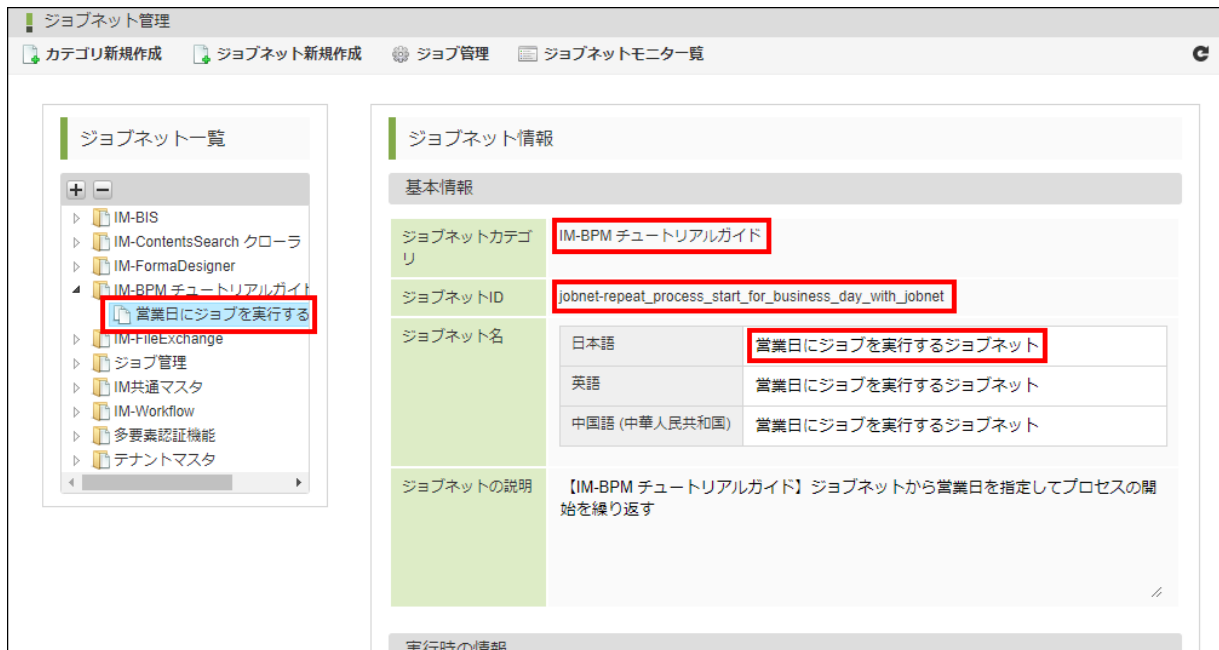 ジョブネット管理
カテゴリ新規作成 ジョブネット新規作成 ジョブ管理 ジョブネットモニター覧
ジョブネット一覧
IM-BIS
IM-ContentsSearch クローラ
IM-FormaDesigner
IM-BPM チュートリアルガイド
営業日にジョブを実行する
IM-FileExchange
ジョブ管理
IM共通マスタ
IM-Workflow
多要素認証機能
テナントマスタ
ジョブネット情報
基本情報
ジョブネットカテゴ
リ
IM-BPM チュートリアルガイド
ジョブネットID
jobnet-repeat_process_start_for_business_day_with_jobnet
ジョブネット名
日本語 営業日にジョブを実行するジョブネット
英語 営業日にジョブを実行するジョブネット
中国語 (中華人民共和国) 営業日にジョブを実行するジョブネット
ジョブネットの説明
【IM-BPM チュートリアルガイド】ジョブネットから営業日を指定してプロセスの開
始を繰り返す
実行時の情報